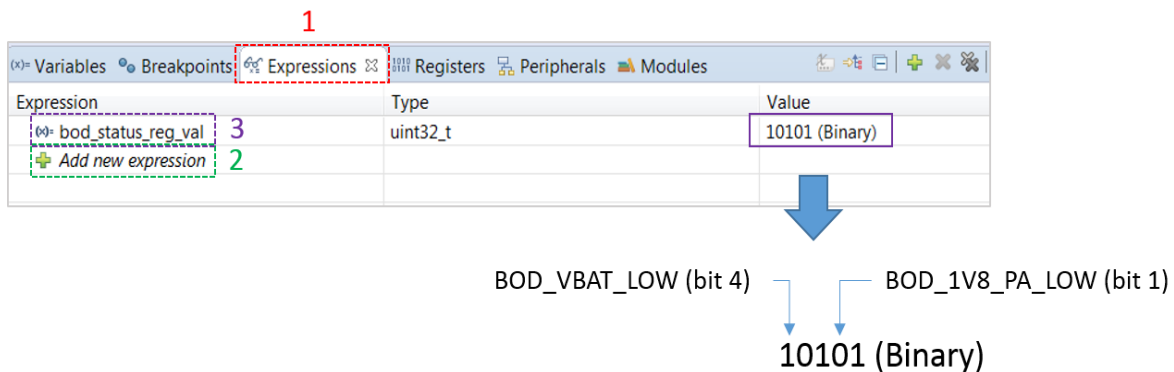 1
(x)= Variables Breakpoints Expressions Registers Peripherals Modules
Expression Type Value
(x)= bod_status_reg_val 3 uint32_t 10101 (Binary)
Add new expression 2
BOD_VBAT_LOW (bit 4) BOD_1V8_PA_LOW (bit 1)
10101 (Binary)